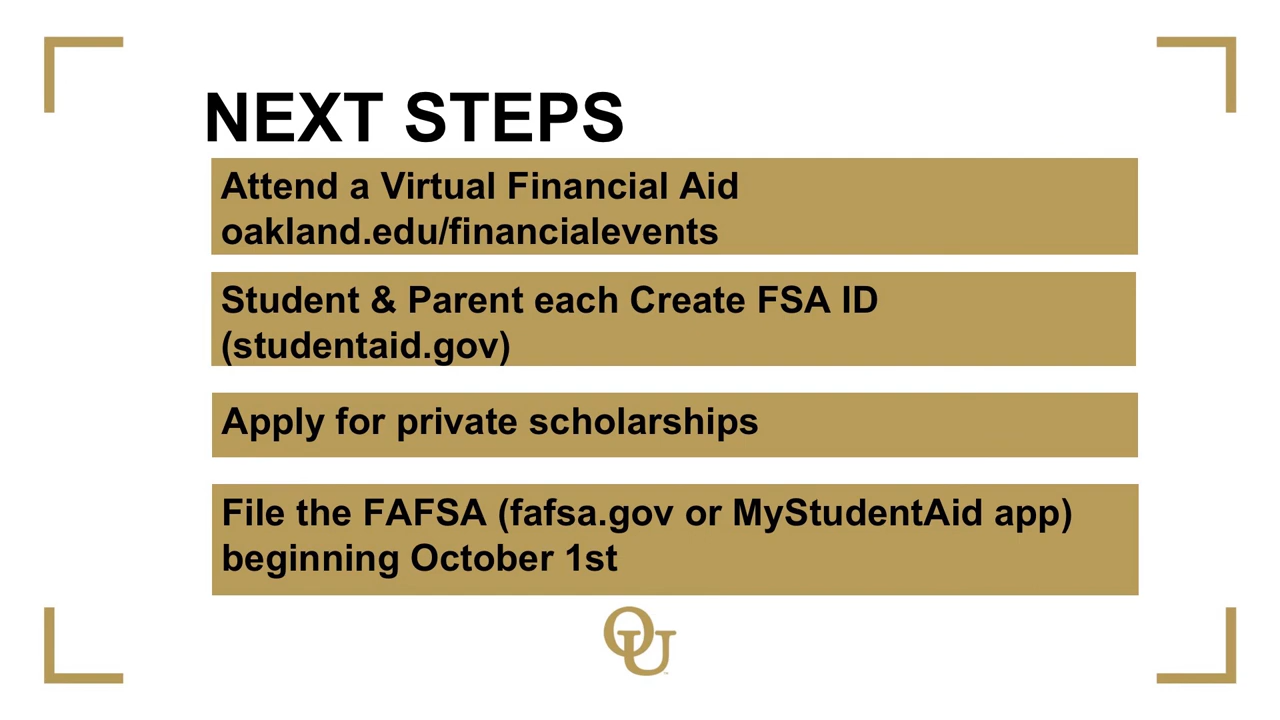 NEXT STEPS
Attend a Virtual Financial Aid
oakland.edu/financialevents
Student & Parent each Create FSA ID
(studentaid.gov)
Apply for private scholarships
File the FAFSA (fafsa.gov or MyStudentAid app)
beginning October 1st
OU